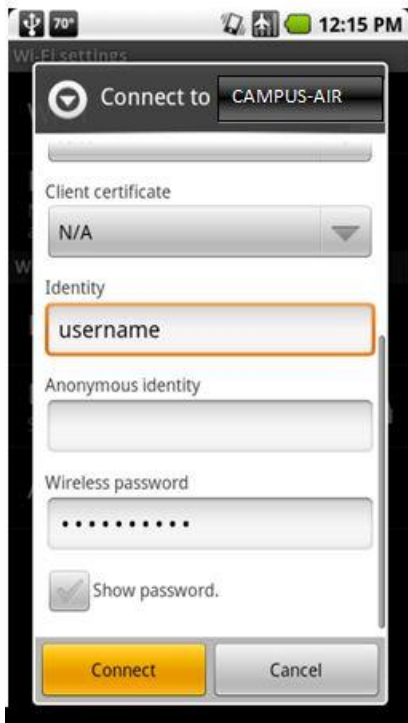 70° 12:15 PM
Wi-Fi settings
Connect to CAMPUS-AIR
Client certificate
N/A
Identity
username
Anonymous identity
Wireless password
••••••••••
Show password.
Connect Cancel